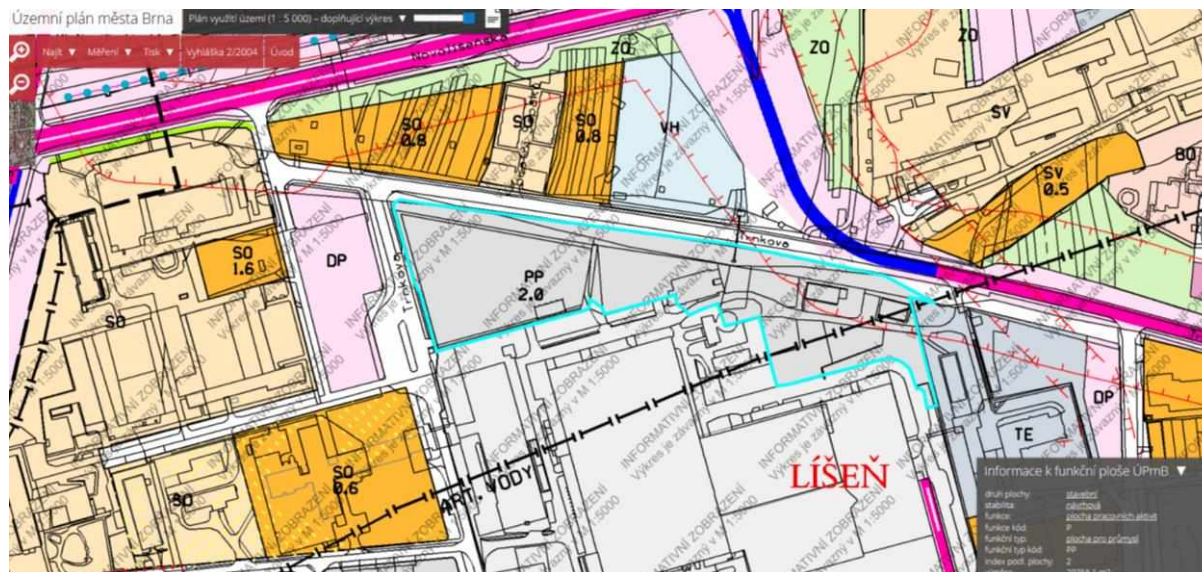 Územní plán města Brna
Plán využití území (1 : 5 000) – doplňující výkres ▼
Najít ▼ Měření ▼ Tisk ▼ Vyhláška 2/2004 Úvod
Novolíšeňská
ZO
ZO
ZO
SO
0.8
SO
SO
0.8
VH
SV
SV
0.5
BO
SO
1.6
DP
Trnkova
Trnkova
PP
2.0
SO
SO
SO
0.6
ART. VODY
DP
TE
LÍŠEŇ
INFORMATIVNÍ ZOBRAZENÍ
Výkres je závazný v M 1:5000
Informace k funkční ploše ÚPmB ▼
druh plochy: stavební
stabilita: návrhová
funkce: plocha pracovních aktivit
funkce kód: P
funkční typ: plocha pro průmysl
funkční typ kód: PP
index podl. plochy: 2